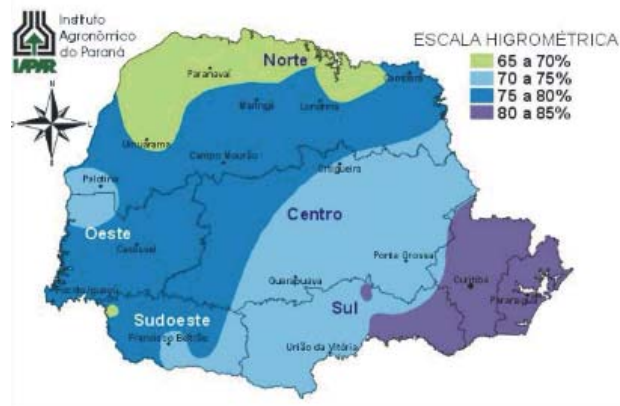 Instituto
Agronômico
do Paraná
IAPAR
N
S
L
ESCALA HIGROMÉTRICA
65 a 70%
70 a 75%
75 a 80%
80 a 85%
Norte
Paranavaí
Maringá
Londrina
Umuarama
Campo Mourão
Ortigueira
Palotina
Centro
Oeste
Cascavel
Ponta Grossa
Guarapuava
Curitiba
Paranaguá
Sul
Sudoeste
Francisco Beltrão
União da Vitória